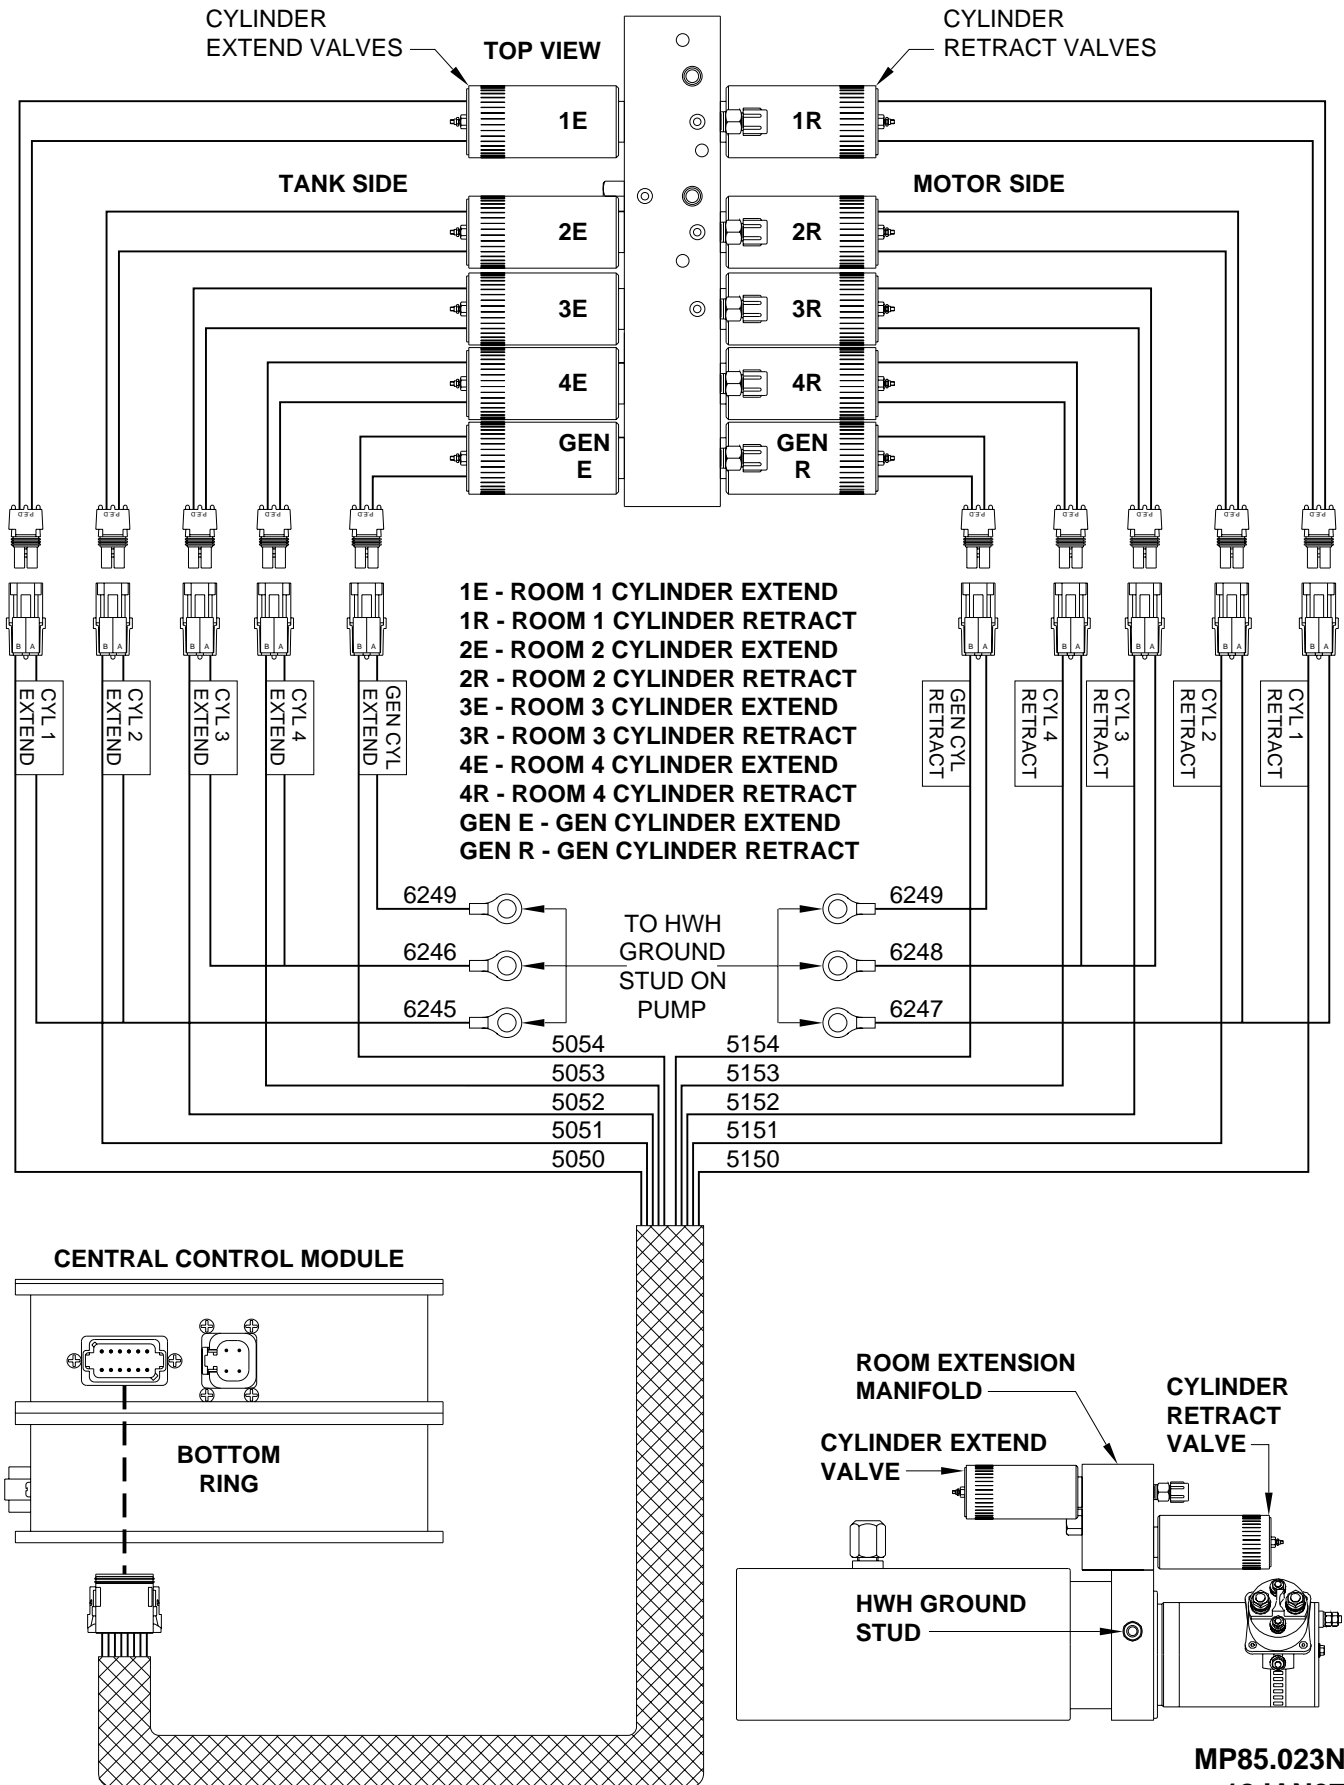 CYLINDER
EXTEND VALVES
TOP VIEW
CYLINDER
RETRACT VALVES
1E
1R
TANK SIDE
MOTOR SIDE
2E
2R
3E
3R
4E
4R
GEN
E
GEN
R
P.E.D
P.E.D
P.E.D
P.E.D
P.E.D
P.E.D
P.E.D
P.E.D
P.E.D
P.E.D
B A
B A
B A
B A
B A
B A
B A
B A
B A
B A
CYL 1
EXTEND
CYL 2
EXTEND
CYL 3
EXTEND
CYL 4
EXTEND
GEN CYL
EXTEND
1E - ROOM 1 CYLINDER EXTEND
1R - ROOM 1 CYLINDER RETRACT
2E - ROOM 2 CYLINDER EXTEND
2R - ROOM 2 CYLINDER RETRACT
3E - ROOM 3 CYLINDER EXTEND
3R - ROOM 3 CYLINDER RETRACT
4E - ROOM 4 CYLINDER EXTEND
4R - ROOM 4 CYLINDER RETRACT
GEN E - GEN CYLINDER EXTEND
GEN R - GEN CYLINDER RETRACT
GEN CYL
RETRACT
CYL 4
RETRACT
CYL 3
RETRACT
CYL 2
RETRACT
CYL 1
RETRACT
6249
6246
6245
TO HWH
GROUND
STUD ON
PUMP
6249
6248
6247
5054
5154
5053
5153
5052
5152
5051
5151
5050
5150
CENTRAL CONTROL MODULE
BOTTOM
RING
ROOM EXTENSION
MANIFOLD
CYLINDER
RETRACT
VALVE
CYLINDER EXTEND
VALVE
HWH GROUND
STUD
MP85.023N